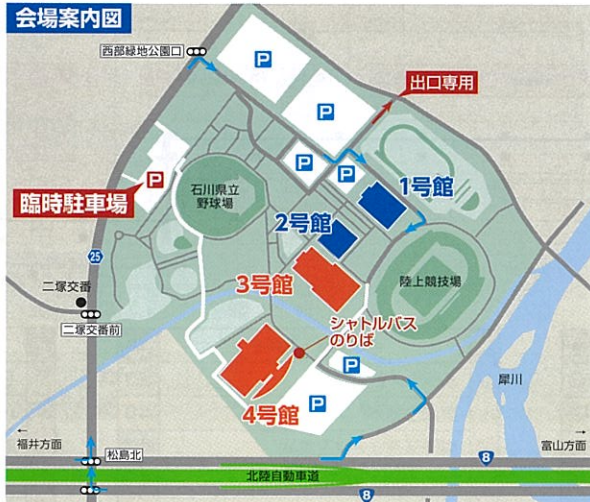 会場案内図
西部緑地公園口
P
P
出口専用
P
P
P
臨時駐車場
石川県立
野球場
1号館
2号館
25
二塚交番
3号館
陸上競技場
二塚交番前
シャトルバス
のりば
P
犀川
4号館
P
←
福井方面
松島北
→
富山方面
8
北陸自動車道
8